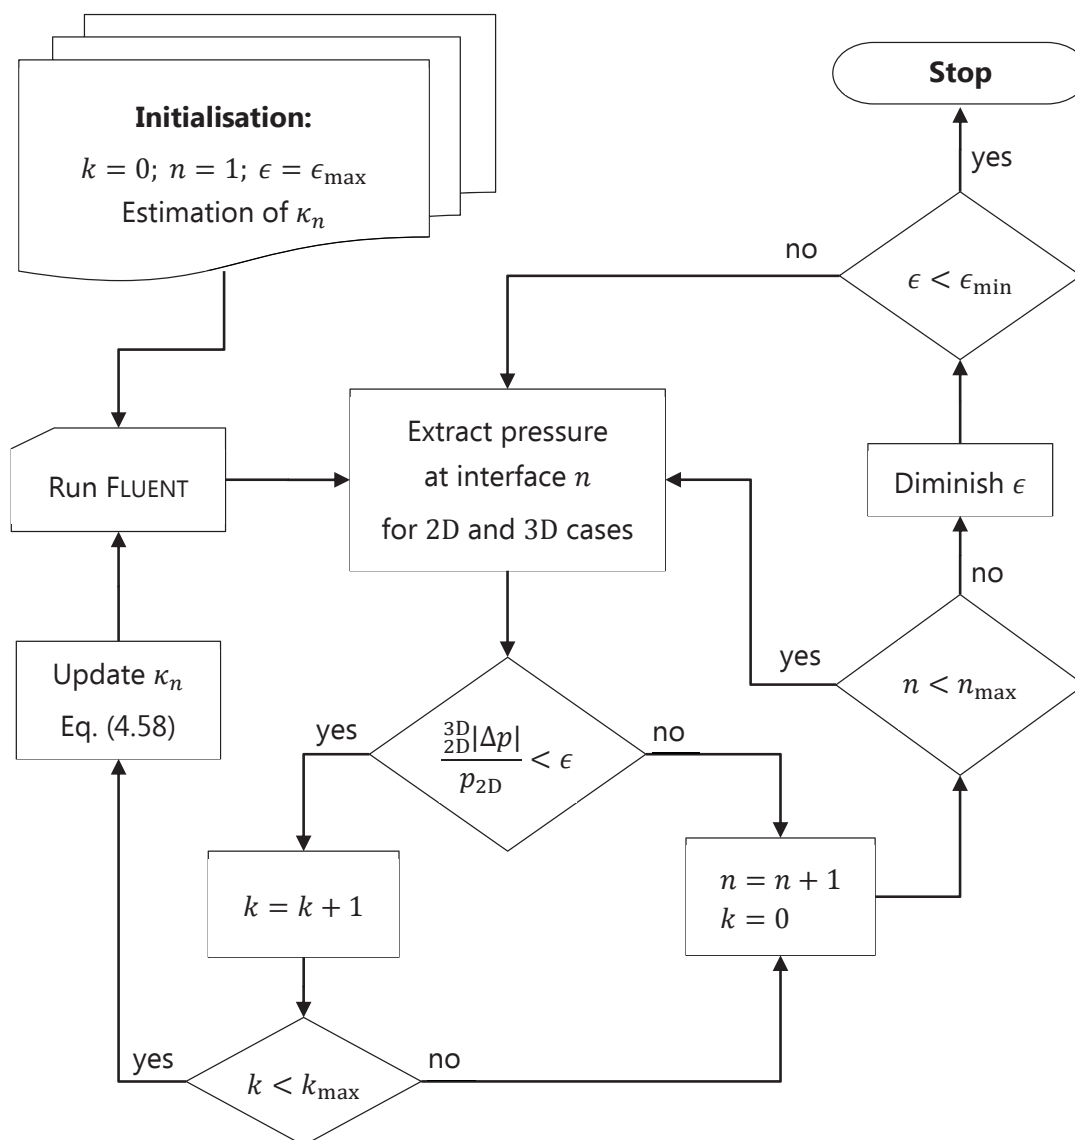 Initialisation:
k = 0; n = 1; ϵ = ϵ_max
Estimation of κ_n
Stop
yes
no
ϵ < ϵ_min
Run FLUENT
Extract pressure
at interface n
for 2D and 3D cases
Diminish ϵ
no
Update κ_n
Eq. (4.58)
yes
n < n_max
yes
³ᴰ₂D|Δp|
p_2D
< ϵ
no
k = k + 1
n = n + 1
k = 0
yes
k < k_max
no